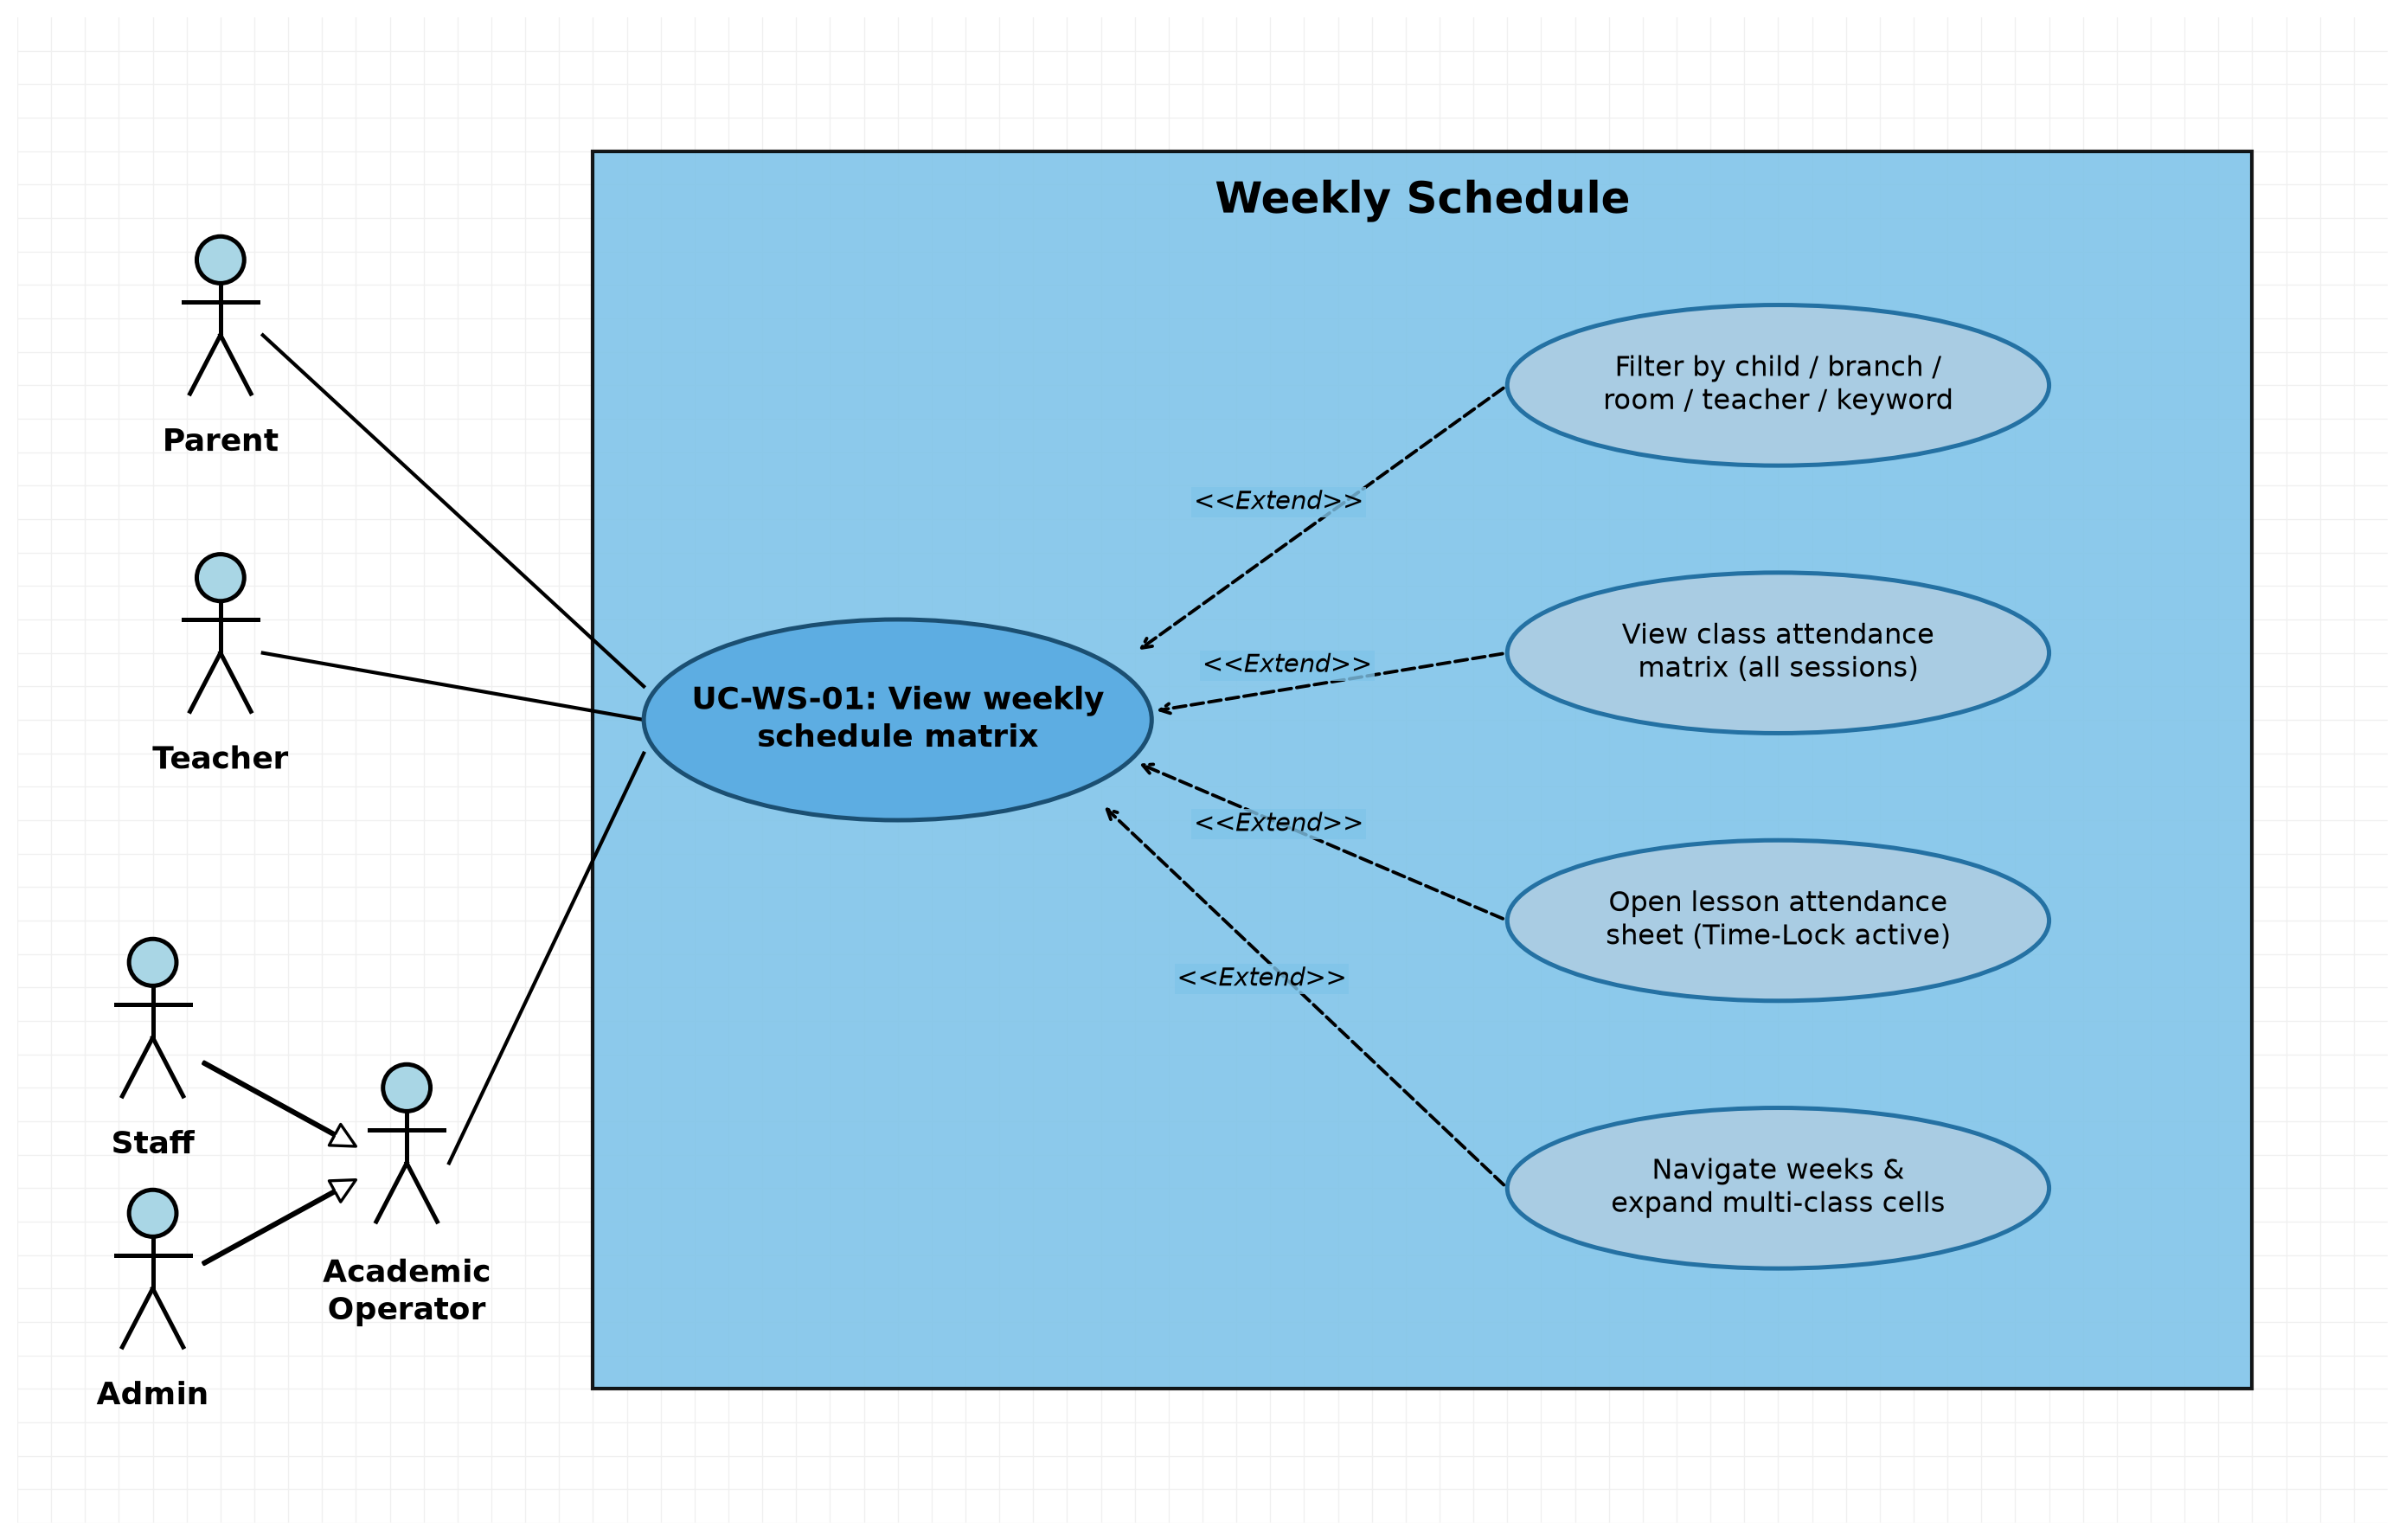 Weekly Schedule
Parent
Teacher
Staff
Admin
Academic
Operator
UC-WS-01: View weekly
schedule matrix
<<Extend>>
<<Extend>>
<<Extend>>
<<Extend>>
Filter by child / branch /
room / teacher / keyword
View class attendance
matrix (all sessions)
Open lesson attendance
sheet (Time-Lock active)
Navigate weeks &
expand multi-class cells